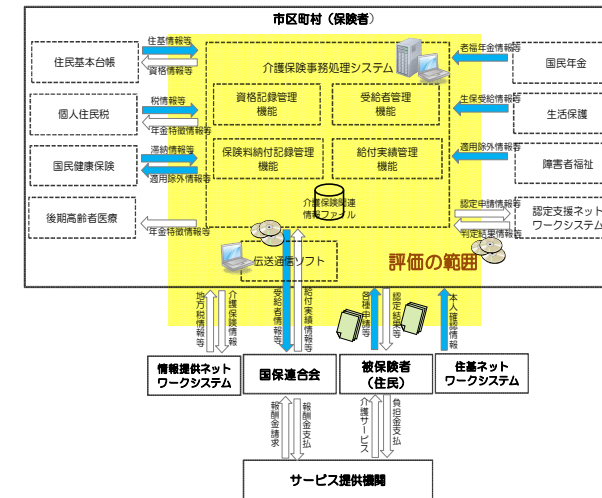 市区町村（保険者）
住民基本台帳
住基情報等
資格情報等
個人住民税
税情報等
年金特徴情報等
国民健康保険
滞納情報等
適用除外情報等
後期高齢者医療
年金特徴情報等
介護保険事務処理システム
資格記録管理
機能
受給者管理
機能
保険料納付記録管理
機能
給付実績管理
機能
介護保険関連
情報ファイル
伝送通信ソフト
評価の範囲
老福年金情報等
国民年金
生保受給情報等
生活保護
適用除外情報等
障害者福祉
認定申請情報等
判定結果情報等
認定支援ネット
ワークシステム
地方税情報等
介護保険情報
受給者情報等
給付実績情報等
各種申請等
認定結果等
本人確認情報
情報提供ネット
ワークシステム
国保連合会
被保険者
（住民）
住基ネット
ワークシステム
報酬金請求
報酬金支払
介護サービス
負担金支払
サービス提供機関